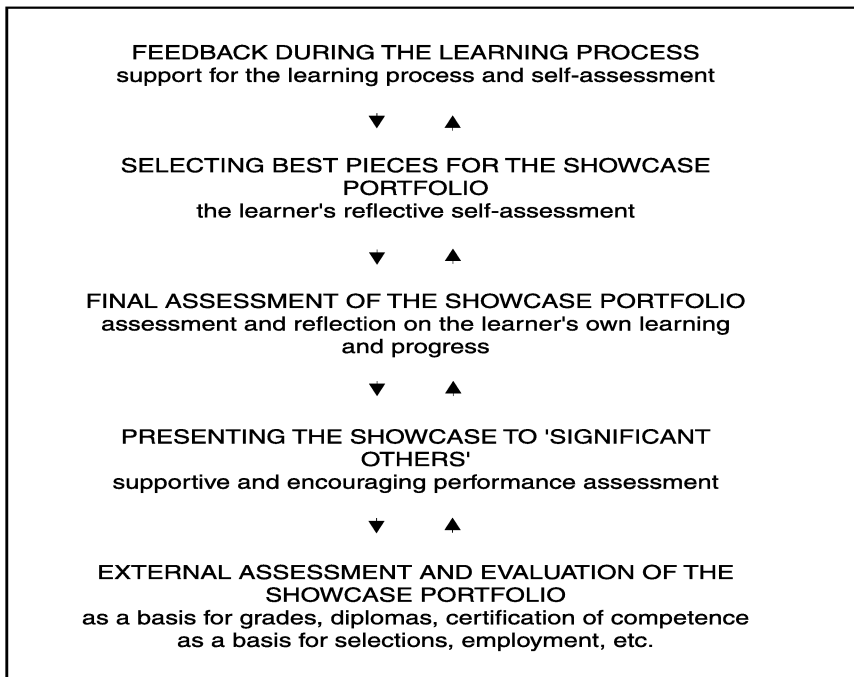 FEEDBACK DURING THE LEARNING PROCESS
support for the learning process and self-assessment
SELECTING BEST PIECES FOR THE SHOWCASE
PORTFOLIO
the learner's reflective self-assessment
FINAL ASSESSMENT OF THE SHOWCASE PORTFOLIO
assessment and reflection on the learner's own learning
and progress
PRESENTING THE SHOWCASE TO 'SIGNIFICANT
OTHERS'
supportive and encouraging performance assessment
EXTERNAL ASSESSMENT AND EVALUATION OF THE
SHOWCASE PORTFOLIO
as a basis for grades, diplomas, certification of competence
as a basis for selections, employment, etc.